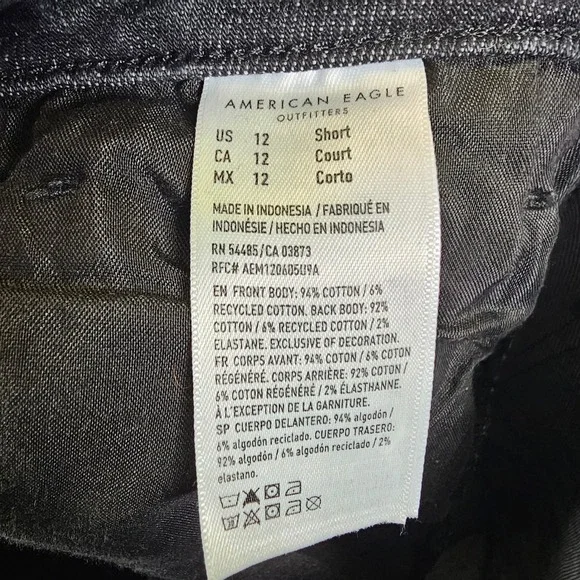 AMERICAN EAGLE
OUTFITTERS
US 12 Short
CA 12 Court
MX 12 Corto
MADE IN INDONESIA / FABRIQUÉ EN
INDONÉSIE / HECHO EN INDONESIA
RN 54485/CA 03873
RFC# AEM120605U9A
EN FRONT BODY: 94% COTTON / 6%
RECYCLED COTTON. BACK BODY: 92%
COTTON / 6% RECYCLED COTTON / 2%
ELASTANE. EXCLUSIVE OF DECORATION.
FR CORPS AVANT: 94% COTON / 6% COTON
RÉGÉNÉRÉ. CORPS ARRIÈRE: 92% COTON /
6% COTON RÉGÉNÉRÉ / 2% ÉLASTHANNE.
À L'EXCEPTION DE LA GARNITURE.
SP CUERPO DELANTERO: 94% algodón /
6% algodón reciclado. CUERPO TRASERO:
92% algodón / 6% algodón reciclado / 2%
elastano.